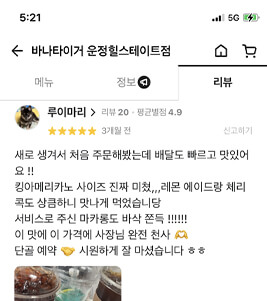 5:21
5G
바나타이거 운정힐스테이트점
메뉴
정보
리뷰
루이마리 >
리뷰 20 · 평균별점 4.9
★★★★★ 3개월 전
신고하기
새로 생겨서 처음 주문해봤는데 배달도 빠르고 맛있어
요 !!
킹아메리카노 사이즈 진짜 미쳤,,,레몬 에이드랑 체리
콕도 상큼하니 맛나게 먹었습니당
서비스로 주신 마카롱도 바삭 쫀득 !!!!!!
이 맛에 이 가격에 사장님 완전 천사 🫶
단골 예약 🤝 시원하게 잘 마셨습니다 ㅎㅎ